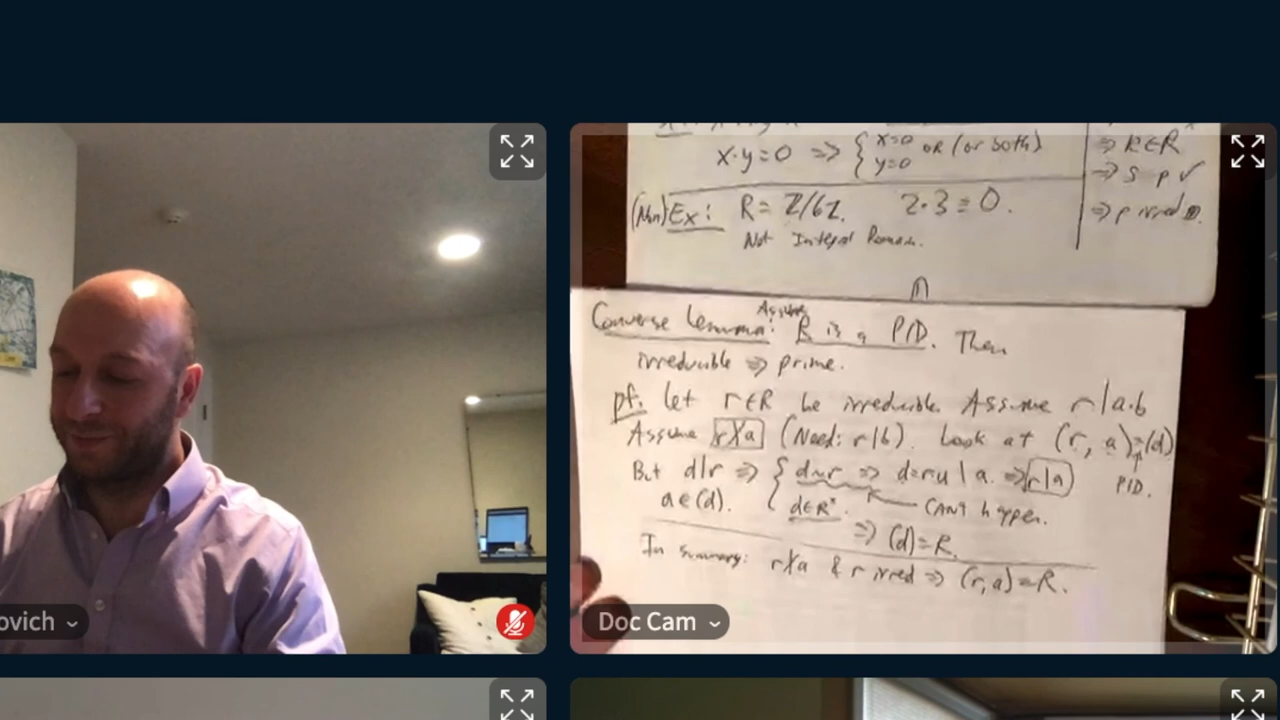 x·y=0 ⇒ { x=0 OR (or both)
y=0
⇒ k∈R^x
⇒ S p ✓
⇒ p irred
(Non) Ex: R = Z/6Z. 2·3 ≡ 0.
Not Integral Domain.
Converse Lemma: Assume R is a PID. Then
irreducible ⇒ prime.
pf. Let r∈R be irreducible. Assume r|a·b
Assume r∤a (Need: r|b). Look at (r, a)=(d)
PID.
But d|r ⇒ { d~r ⇒ d=ru | a. ⇒ r|a
a∈(d). d∈R^x. CAN'T happen.
⇒ (d)=R.
In summary: r∤a & r irred ⇒ (r,a)=R.
ovich
Doc Cam